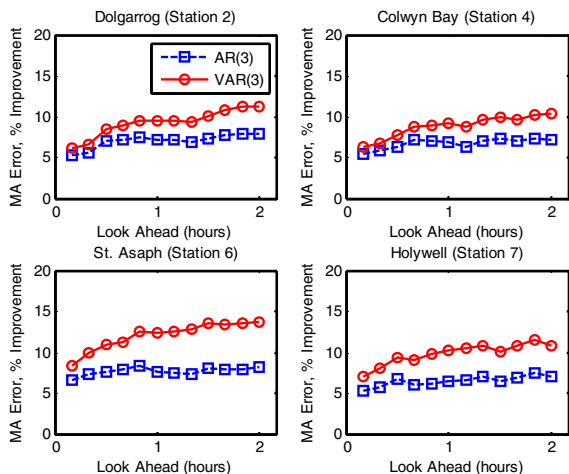 Dolgarrog (Station 2)
MA Error, % Improvement
20
15
10
5
0
0
1
2
Look Ahead (hours)
AR(3)
VAR(3)
Colwyn Bay (Station 4)
MA Error, % Improvement
20
15
10
5
0
0
1
2
Look Ahead (hours)
St. Asaph (Station 6)
MA Error, % Improvement
20
15
10
5
0
0
1
2
Look Ahead (hours)
Holywell (Station 7)
MA Error, % Improvement
20
15
10
5
0
0
1
2
Look Ahead (hours)